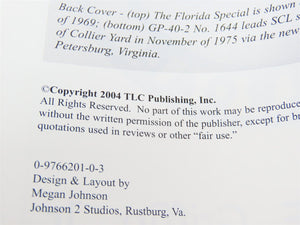 Back Cover - (top) The Florida Special is shown
of 1969; (bottom) GP-40-2 No. 1644 leads SCL s
of Collier Yard in November of 1975 via the new
Petersburg, Virginia.
©Copyright 2004 TLC Publishing, Inc.
All Rights Reserved. No part of this work may be reproduce
without the written permission of the publisher, except for br
quotations used in reviews or other “fair use.”
0-9766201-0-3
Design & Layout by
Megan Johnson
Johnson 2 Studios, Rustburg, Va.